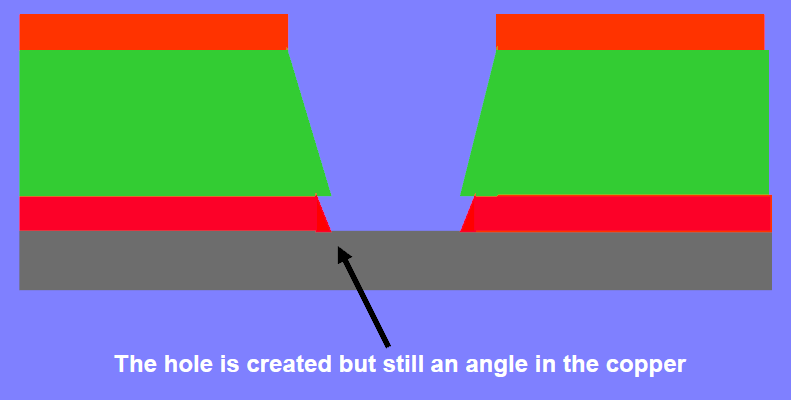 The hole is created but still an angle in the copper